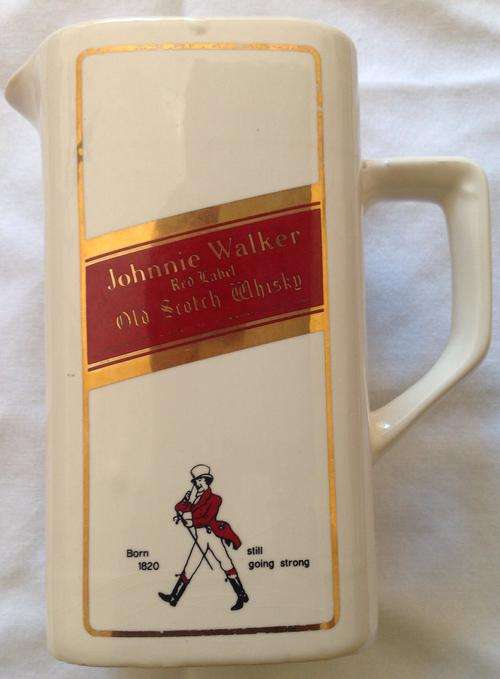 Johnnie Walker
Red Label
Old Scotch Whisky
Born still
1820 going strong